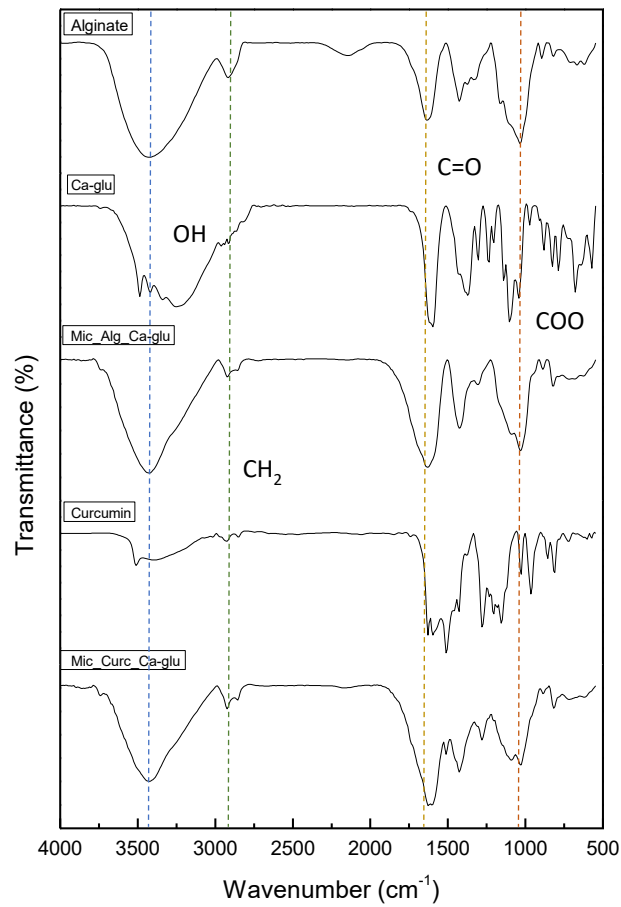 Alginate
C=O
Ca-glu
OH
COO
Mic_Alg_Ca-glu
CH₂
Curcumin
Mic_Curc_Ca-glu
Transmittance (%)
4000 3500 3000 2500 2000 1500 1000 500
Wavenumber (cm⁻¹)